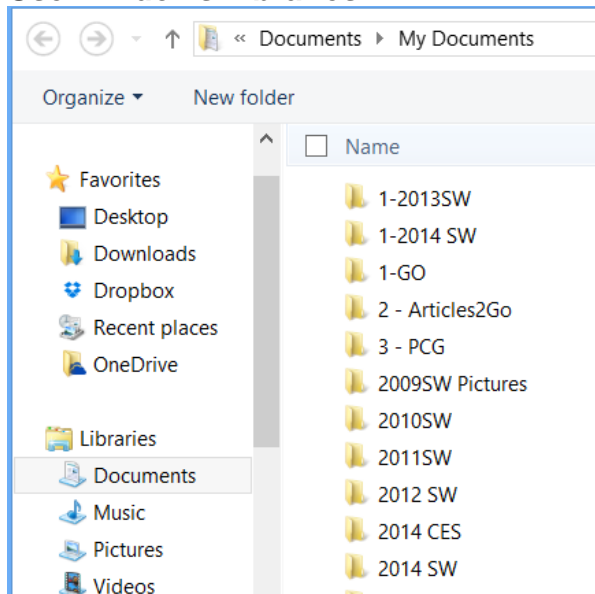 « Documents ▸ My Documents
Organize ▾ New folder
Name
Favorites
Desktop
Downloads
Dropbox
Recent places
OneDrive
Libraries
Documents
Music
Pictures
Videos
1-2013SW
1-2014 SW
1-GO
2 - Articles2Go
3 - PCG
2009SW Pictures
2010SW
2011SW
2012 SW
2014 CES
2014 SW